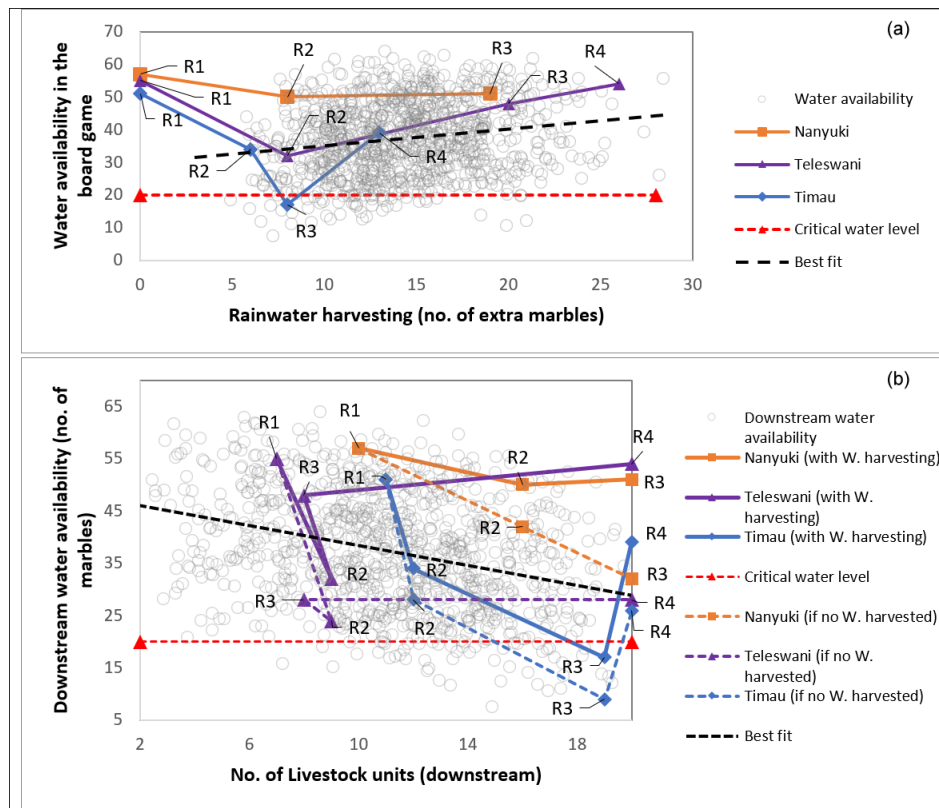 (a)
Water availability in the
board game
70
60
50
40
30
20
10
0
R1
R1
R1
R2
R2
R2
R3
R3
R3
R4
R4
0
5
10
15
20
25
30
Rainwater harvesting (no. of extra marbles)
Water availability
Nanyuki
Teleswani
Timau
Critical water level
Best fit
(b)
Downstream water availability (no. of
marbles)
65
55
45
35
25
15
5
R1
R1
R1
R2
R2
R2
R2
R2
R2
R3
R3
R3
R3
R3
R3
R4
R4
R4
R4
2
6
10
14
18
No. of Livestock units (downstream)
Downstream water
availability
Nanyuki (with W. harvesting)
Teleswani (with W.
harvesting)
Timau (with W. harvesting)
Critical water level
Nanyuki (if no W. harvested)
Teleswani (if no W.
harvested)
Timau (if no W. harvested)
Best fit